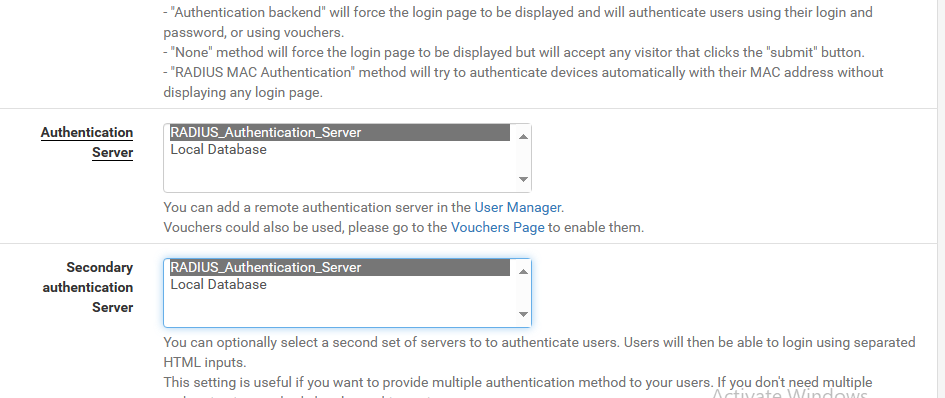 - "Authentication backend" will force the login page to be displayed and will authenticate users using their login and
password, or using vouchers.
- "None" method will force the login page to be displayed but will accept any visitor that clicks the "submit" button.
- "RADIUS MAC Authentication" method will try to authenticate devices automatically with their MAC address without
displaying any login page.
Authentication
Server
RADIUS_Authentication_Server
Local Database
You can add a remote authentication server in the User Manager.
Vouchers could also be used, please go to the Vouchers Page to enable them.
Secondary
authentication
Server
RADIUS_Authentication_Server
Local Database
You can optionally select a second set of servers to to authenticate users. Users will then be able to login using separated
HTML inputs.
This setting is useful if you want to provide multiple authentication method to your users. If you don't need multiple
Activate Windows